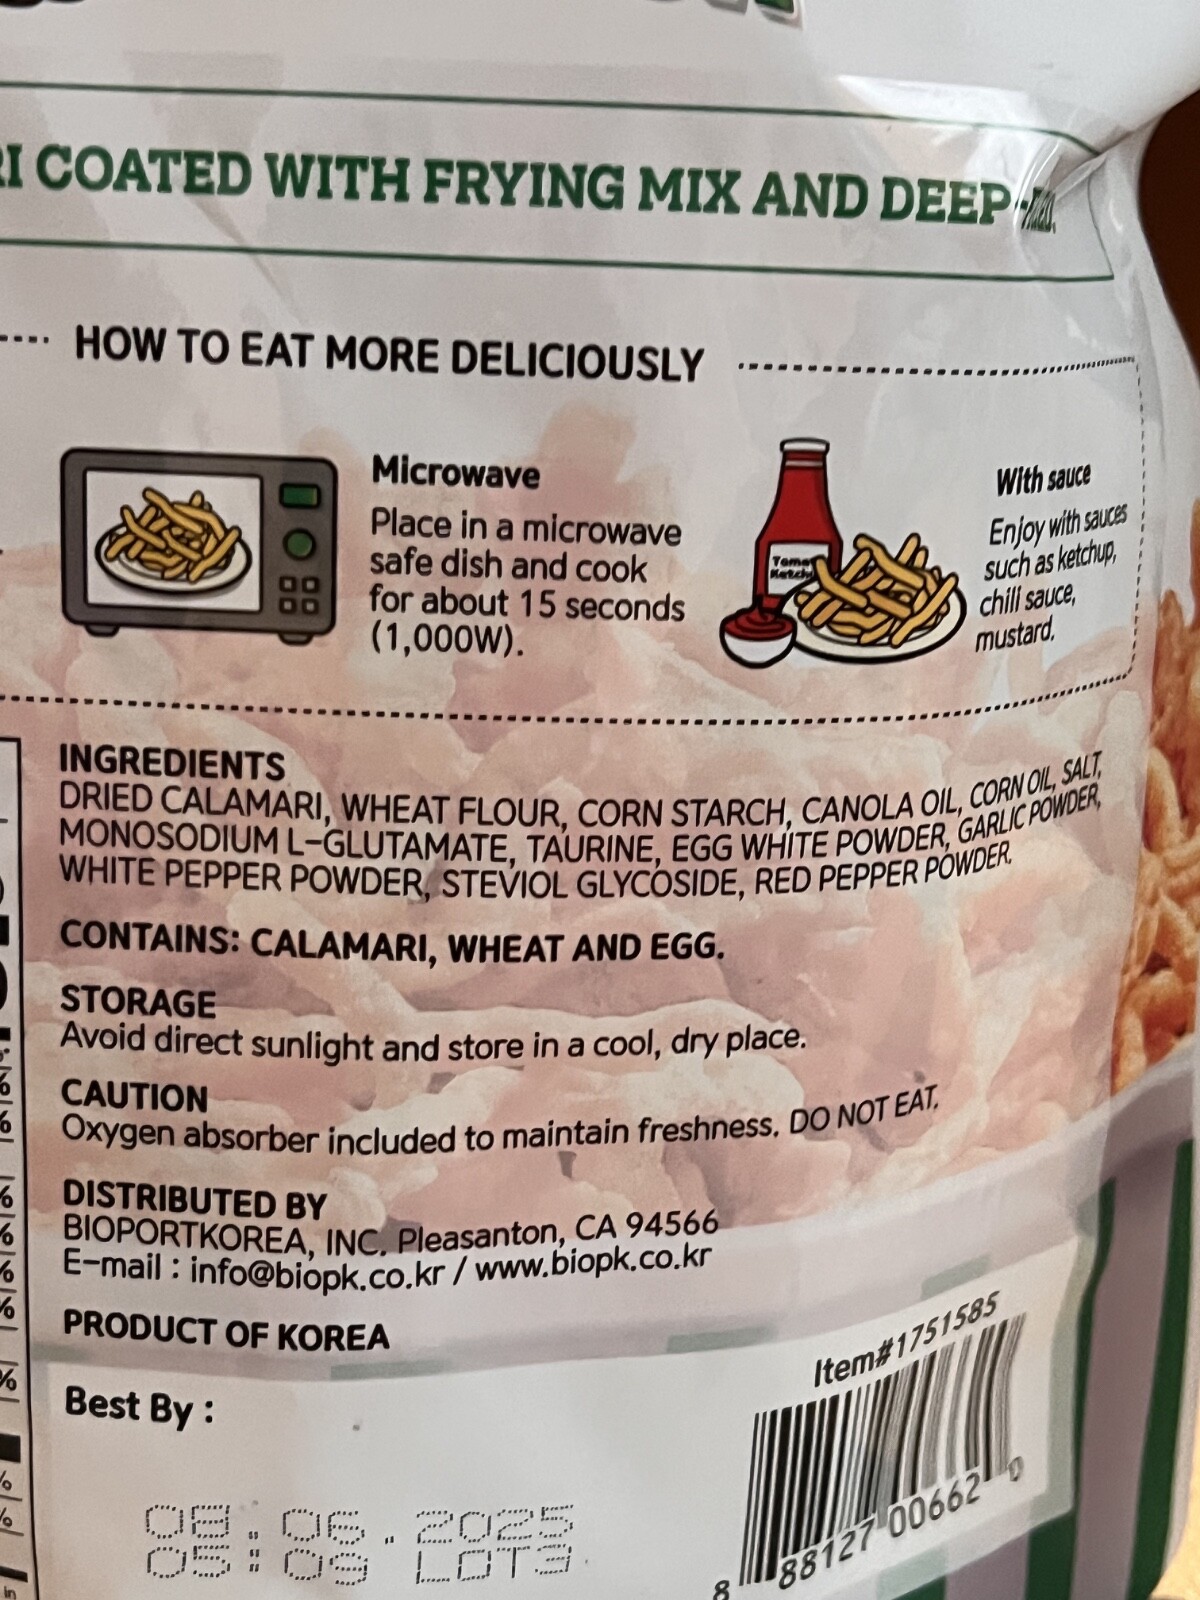 I COATED WITH FRYING MIX AND DEEP-
HOW TO EAT MORE DELICIOUSLY
Microwave
Place in a microwave
safe dish and cook
for about 15 seconds
(1,000W).
With sauce
Enjoy with sauces
such as ketchup,
chili sauce,
mustard.
INGREDIENTS
DRIED CALAMARI, WHEAT FLOUR, CORN STARCH, CANOLA OIL, CORN OIL, SALT,
MONOSODIUM L-GLUTAMATE, TAURINE, EGG WHITE POWDER, GARLIC POWDER,
WHITE PEPPER POWDER, STEVIOL GLYCOSIDE, RED PEPPER POWDER.
CONTAINS: CALAMARI, WHEAT AND EGG.
STORAGE
Avoid direct sunlight and store in a cool, dry place.
CAUTION
Oxygen absorber included to maintain freshness. DO NOT EAT.
DISTRIBUTED BY
BIOPORTKOREA, INC. Pleasanton, CA 94566
E-mail : info@biopk.co.kr / www.biopk.co.kr
PRODUCT OF KOREA
Item#1751585
Best By :
08.06.2025
05:09 LOT3
8 88127 00662 0